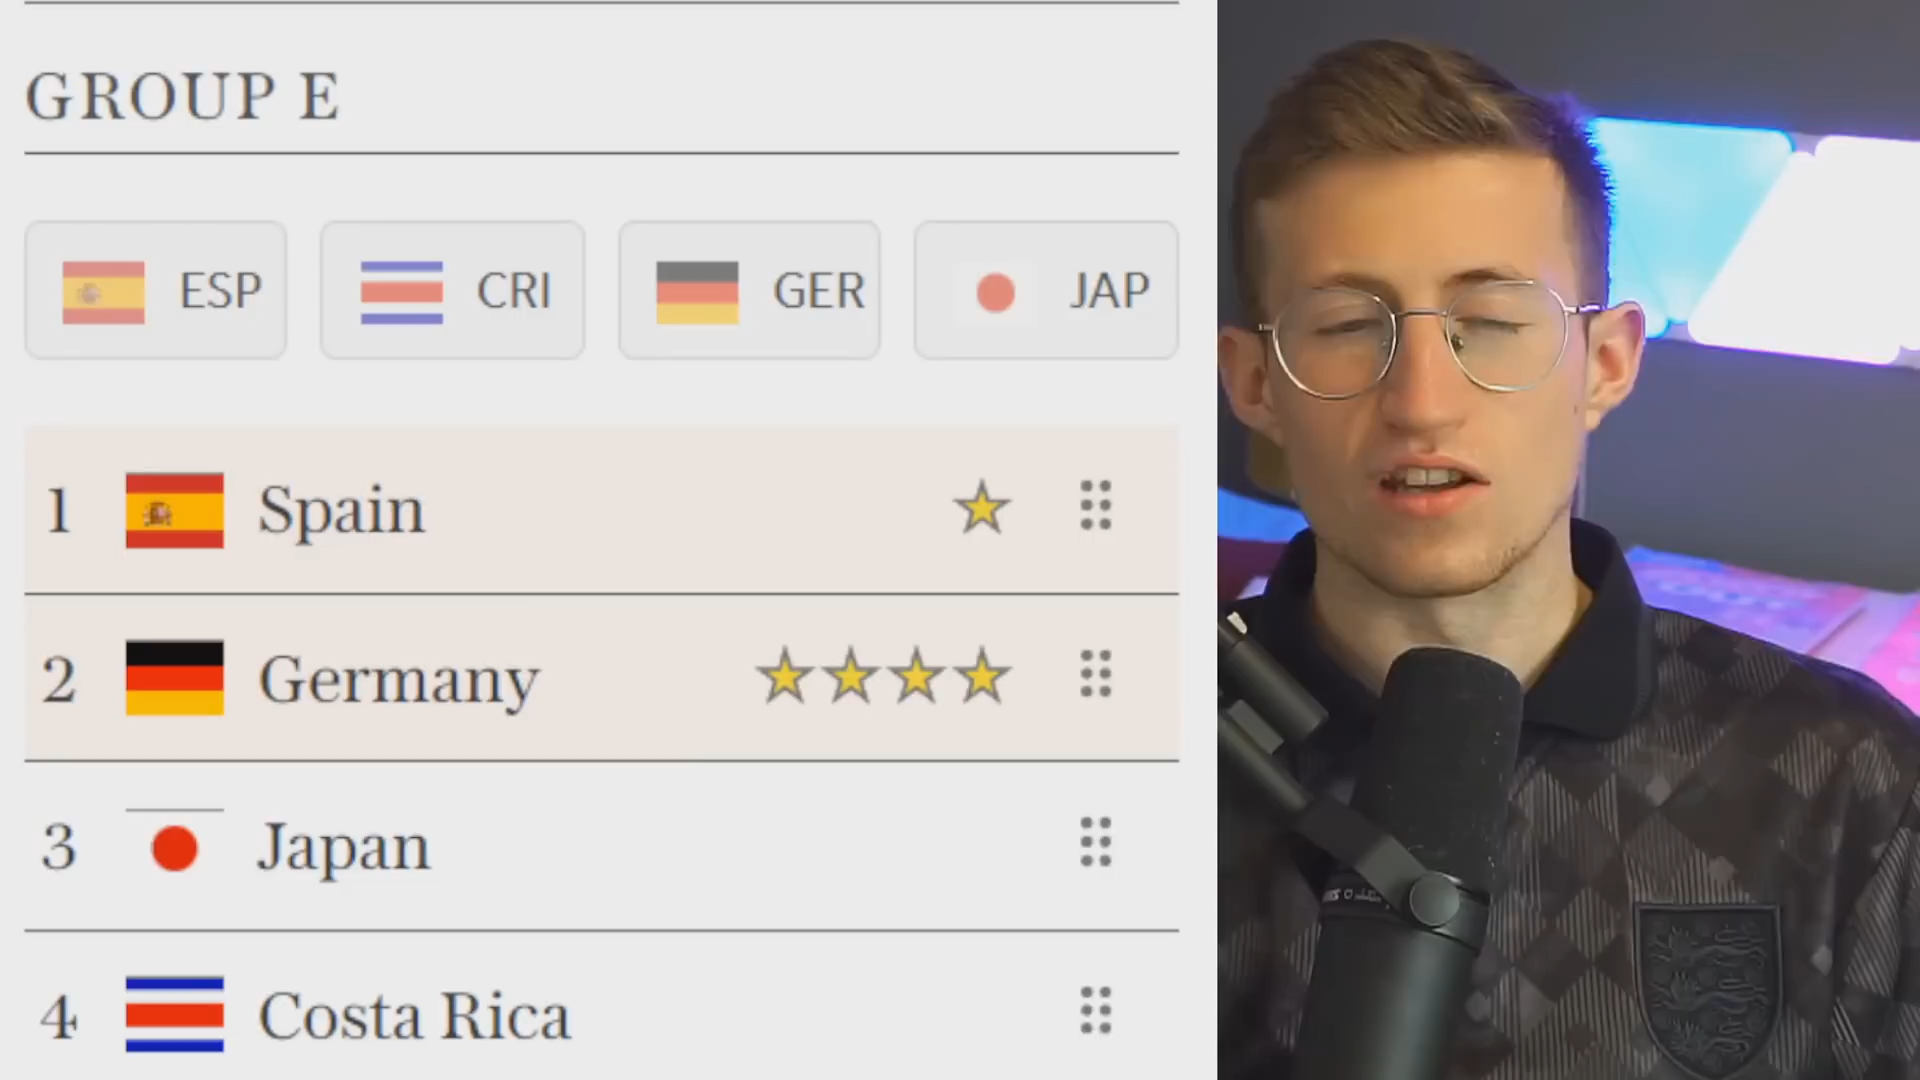 GROUP E
ESP
CRI
GER
JAP
1 Spain
2 Germany
3 Japan
4 Costa Rica